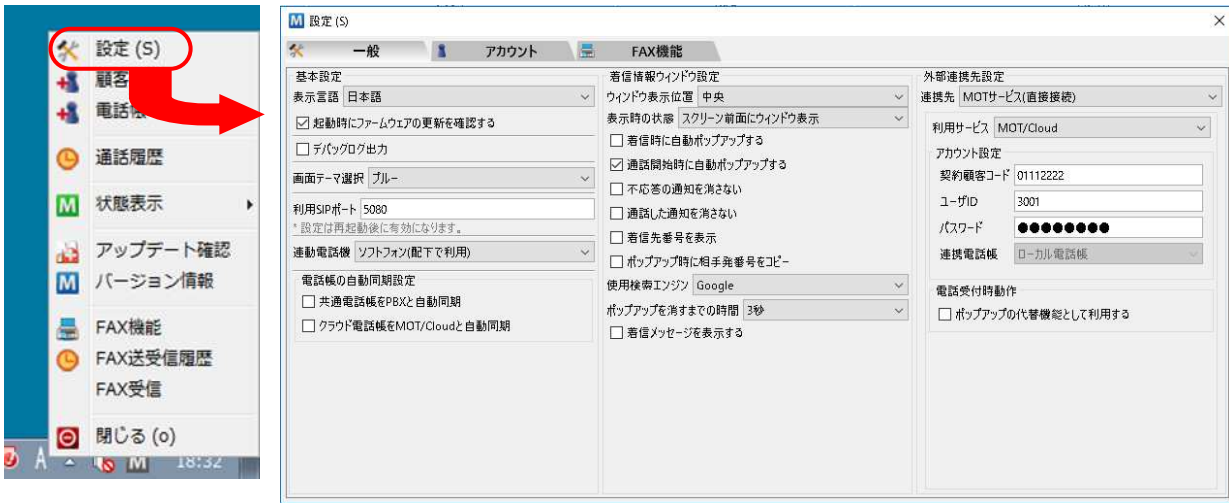 設定 (S)
顧客
電話帳
通話履歴
状態表示
アップデート確認
M バージョン情報
FAX機能
FAX送受信履歴
FAX受信
閉じる (o)
A
M
18:32
M 設定 (S)
一般
アカウント
FAX機能
基本設定
表示言語 日本語
起動時にファームウェアの更新を確認する
デバッグログ出力
画面テーマ選択 ブルー
利用SIPポート 5080
* 設定は再起動後に有効になります。
連動電話機 ソフトフォン(配下で利用)
電話帳の自動同期設定
共通電話帳をPBXと自動同期
クラウド電話帳をMOT/Cloudと自動同期
着信情報ウィンドウ設定
ウィンドウ表示位置 中央
表示時の状態 スクリーン前面にウィンドウ表示
着信時に自動ポップアップする
通話開始時に自動ポップアップする
不応答の通知を消さない
通話した通知を消さない
着信先番号を表示
ポップアップ時に相手発番号をコピー
使用検索エンジン Google
ポップアップを消すまでの時間 3秒
着信メッセージを表示する
外部連携先設定
連携先 MOTサービス(直接接続)
利用サービス MOT/Cloud
アカウント設定
契約顧客コード 01112222
ユーザID 3001
パスワード ●●●●●●●●
連携電話帳 ローカル電話帳
電話受付時動作
ポップアップの代替機能として利用する